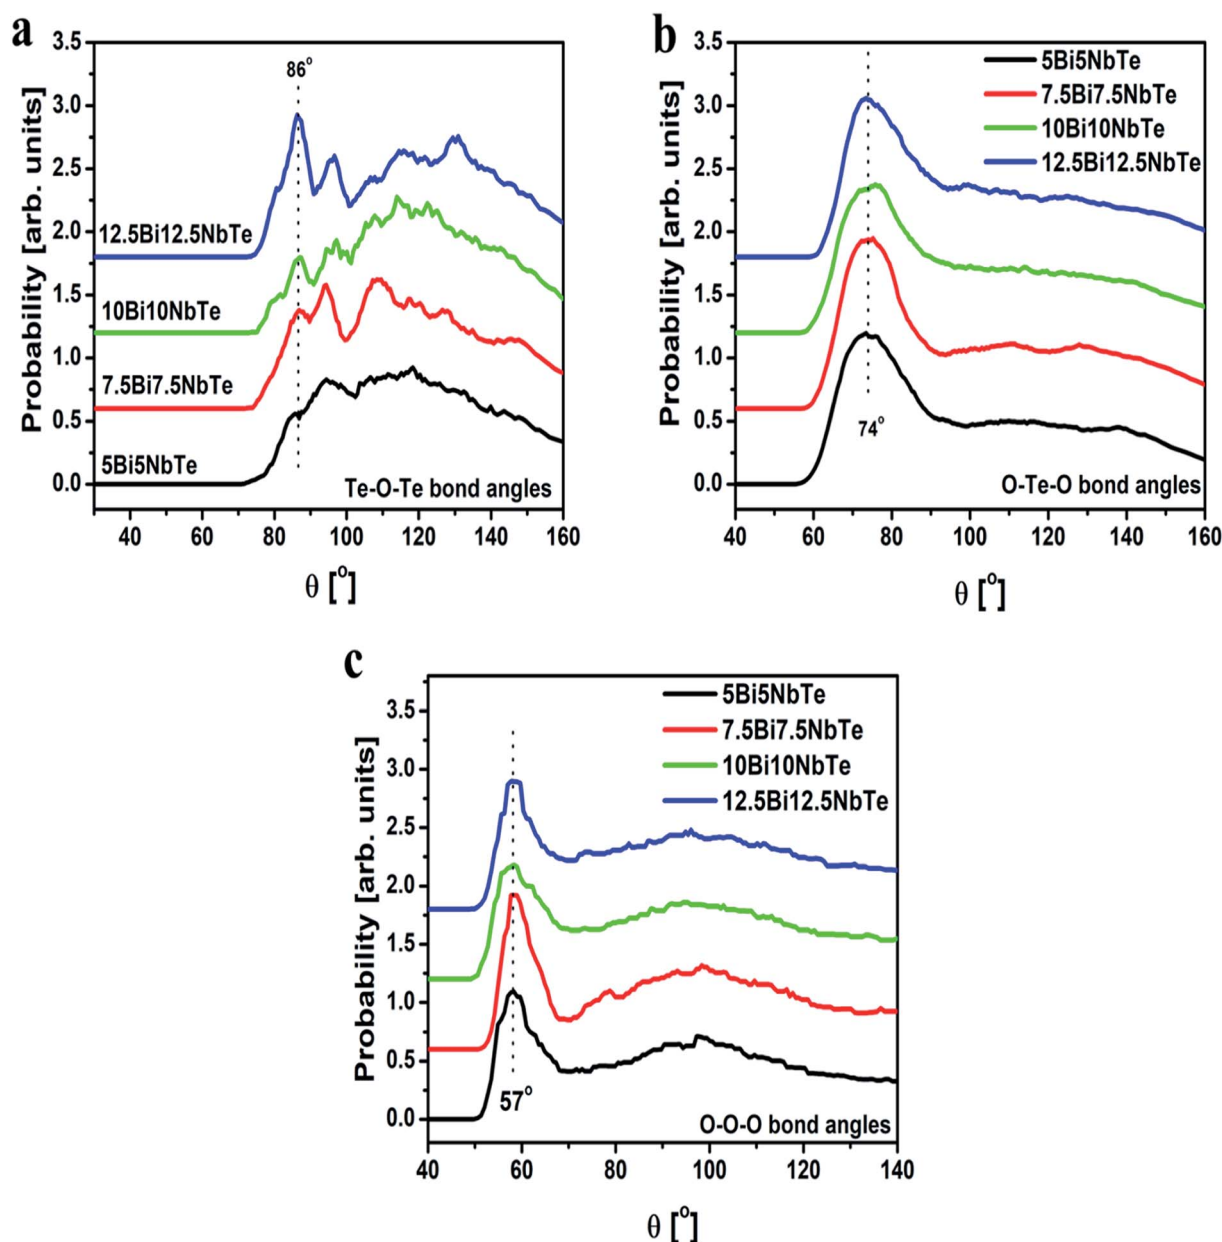 a
Probability [arb. units]
3.5
3.0
2.5
2.0
1.5
1.0
0.5
0.0
86°
12.5Bi12.5NbTe
10Bi10NbTe
7.5Bi7.5NbTe
5Bi5NbTe
Te-O-Te bond angles
40 60 80 100 120 140 160
θ [°]
b
Probability [arb. units]
3.5
3.0
2.5
2.0
1.5
1.0
0.5
0.0
5Bi5NbTe
7.5Bi7.5NbTe
10Bi10NbTe
12.5Bi12.5NbTe
74°
O-Te-O bond angles
40 60 80 100 120 140 160
θ [°]
c
Probability [arb. units]
3.5
3.0
2.5
2.0
1.5
1.0
0.5
0.0
5Bi5NbTe
7.5Bi7.5NbTe
10Bi10NbTe
12.5Bi12.5NbTe
57°
O-O-O bond angles
40 60 80 100 120 140
θ [°]